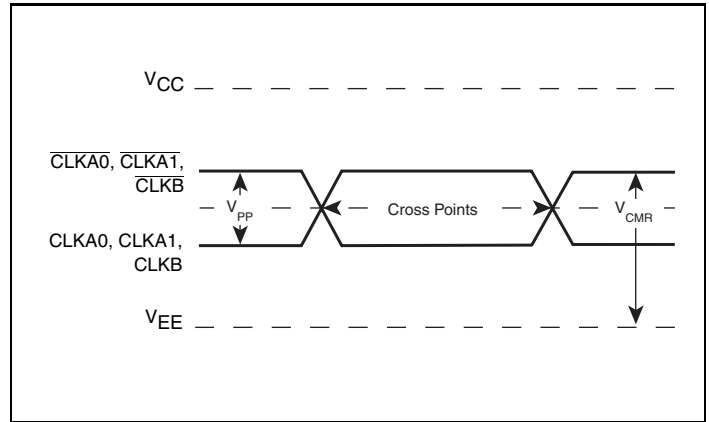 VCC
CLKA0, CLKA1,
CLKB
VPP
Cross Points
VCMR
CLKA0, CLKA1,
CLKB
VEE